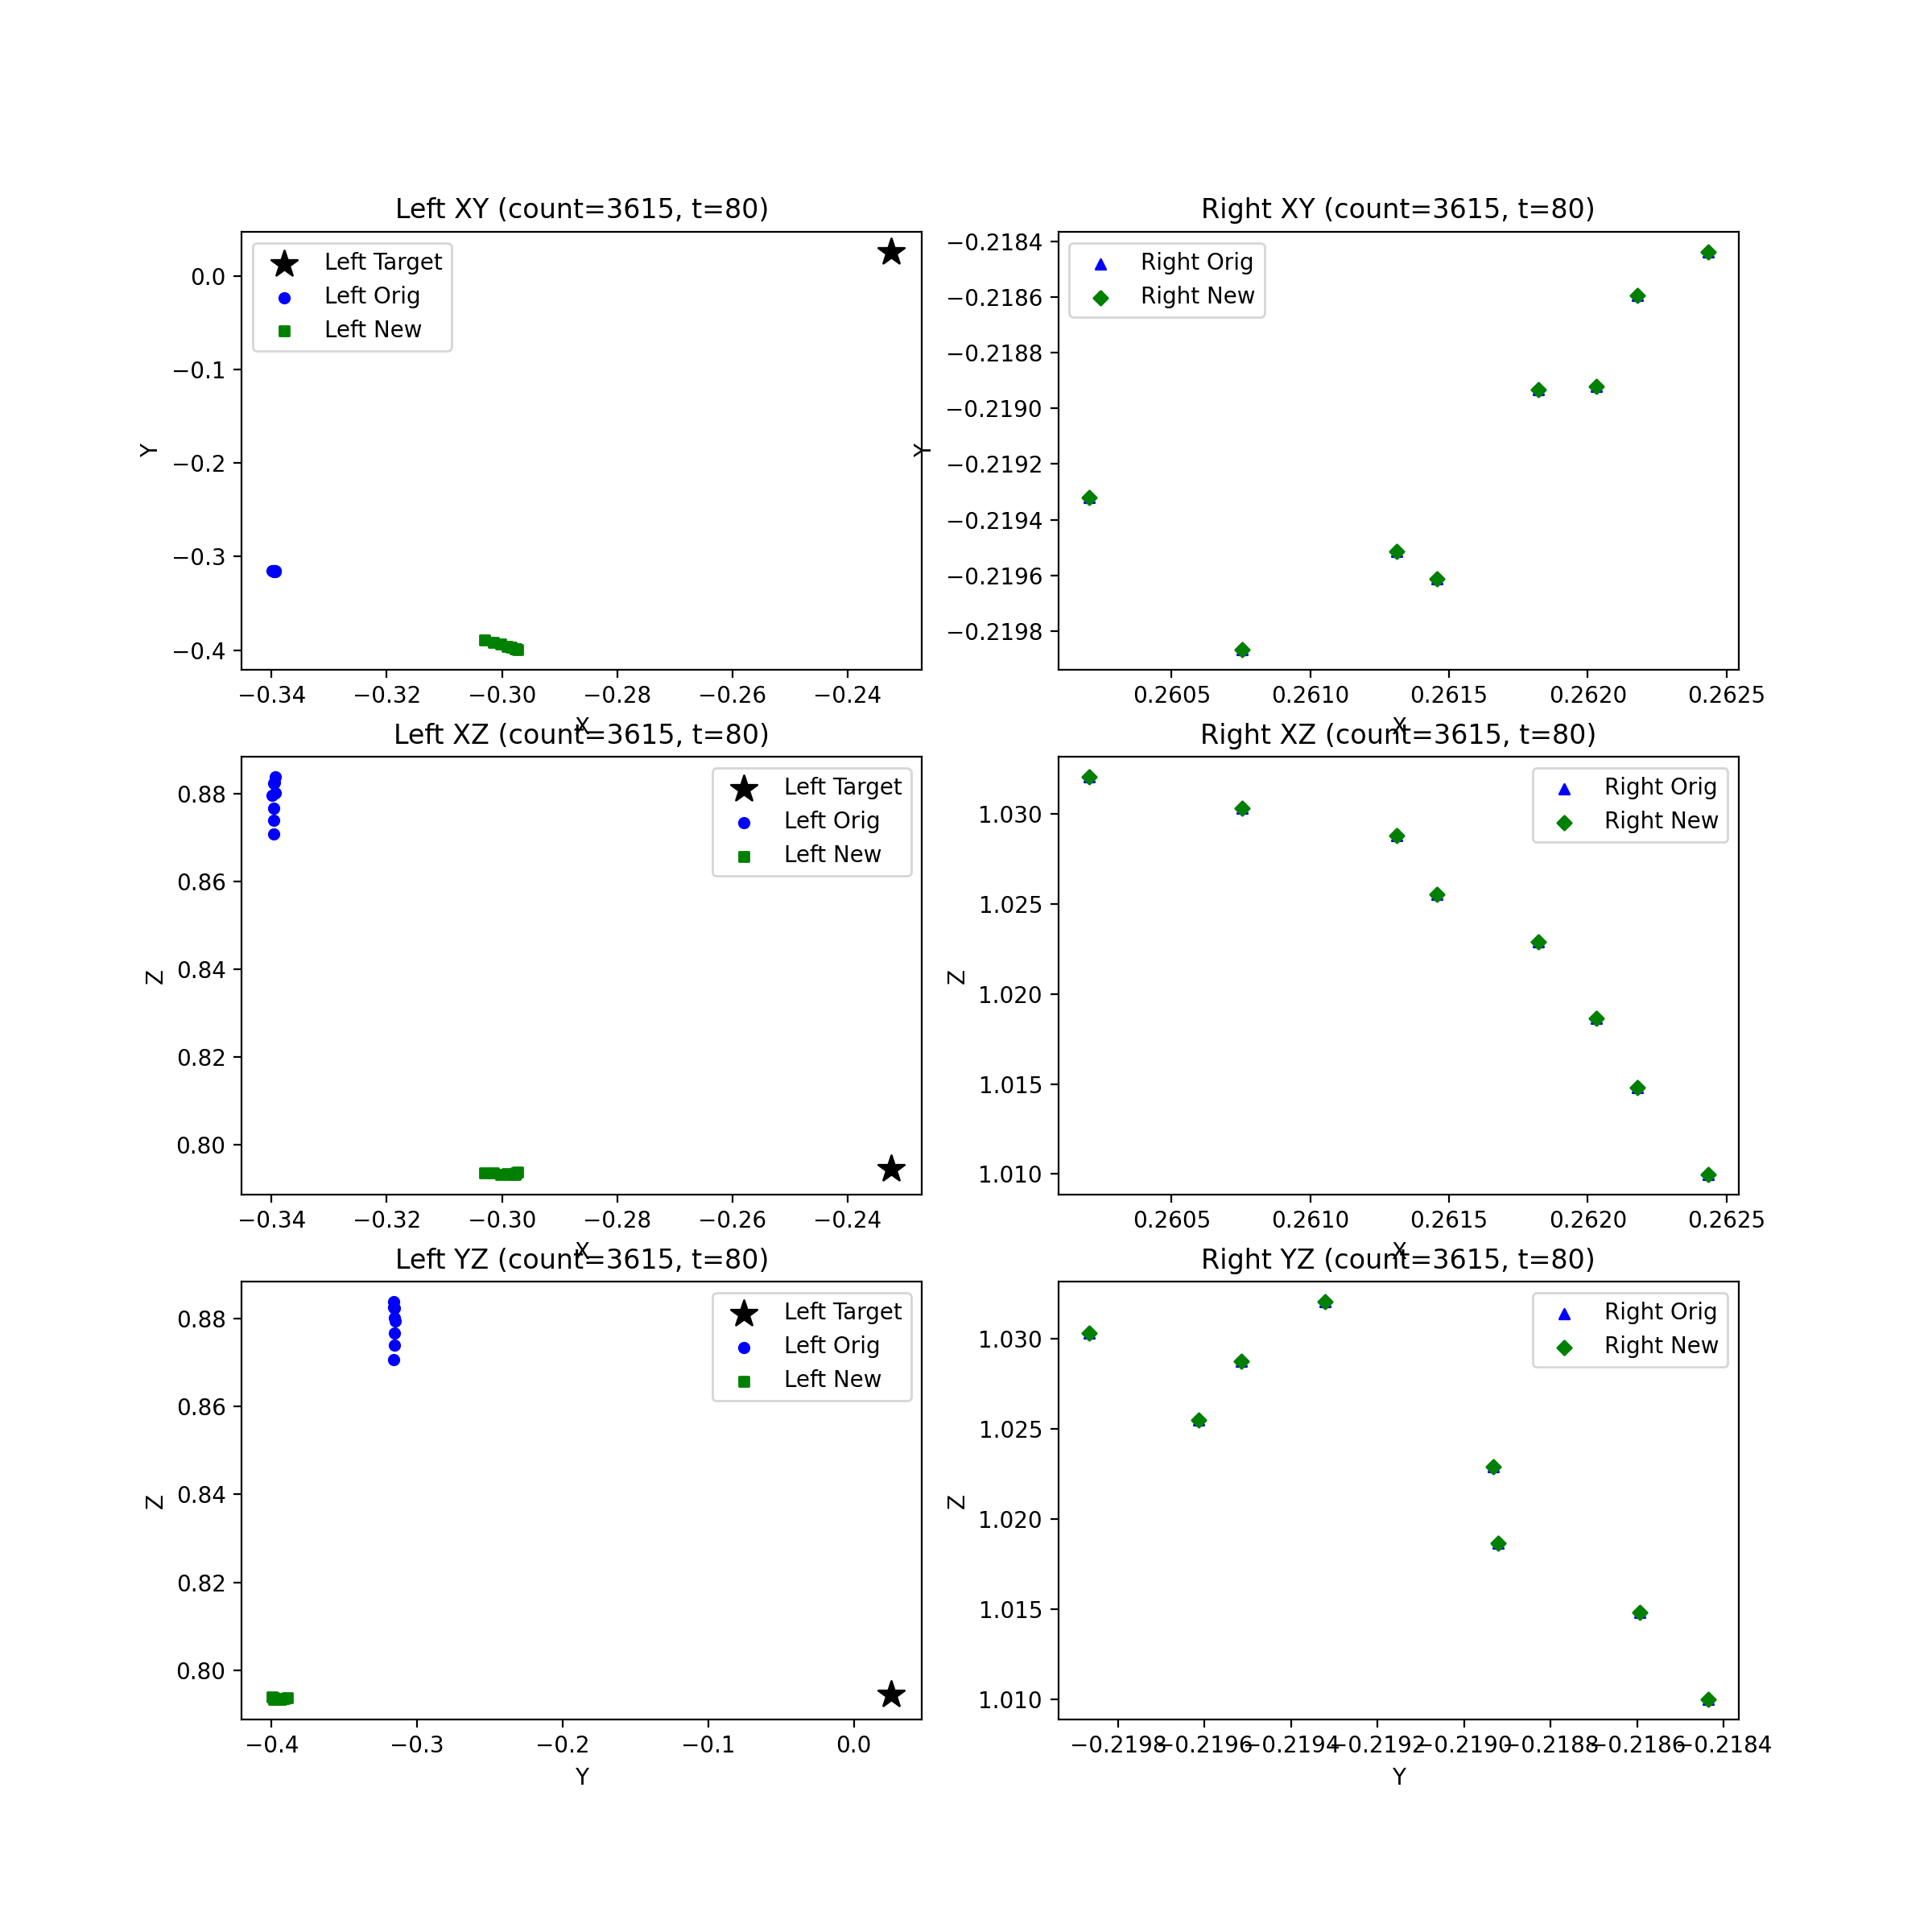 Left XY (count=3615, t=80)
Left Target
Left Orig
Left New
0.0
−0.1
−0.2
−0.3
−0.4
Y
−0.34 −0.32 −0.30 −0.28 −0.26 −0.24
X
Right XY (count=3615, t=80)
Right Orig
Right New
−0.2184
−0.2186
−0.2188
−0.2190
−0.2192
−0.2194
−0.2196
−0.2198
Y
0.2605 0.2610 0.2615 0.2620 0.2625
X
Left XZ (count=3615, t=80)
Left Target
Left Orig
Left New
0.88
0.86
0.84
0.82
0.80
Z
−0.34 −0.32 −0.30 −0.28 −0.26 −0.24
X
Right XZ (count=3615, t=80)
Right Orig
Right New
1.030
1.025
1.020
1.015
1.010
Z
0.2605 0.2610 0.2615 0.2620 0.2625
X
Left YZ (count=3615, t=80)
Left Target
Left Orig
Left New
0.88
0.86
0.84
0.82
0.80
Z
−0.4 −0.3 −0.2 −0.1 0.0
Y
Right YZ (count=3615, t=80)
Right Orig
Right New
1.030
1.025
1.020
1.015
1.010
Z
−0.2198 −0.2196 −0.2194 −0.2192 −0.2190 −0.2188 −0.2186 −0.2184
Y